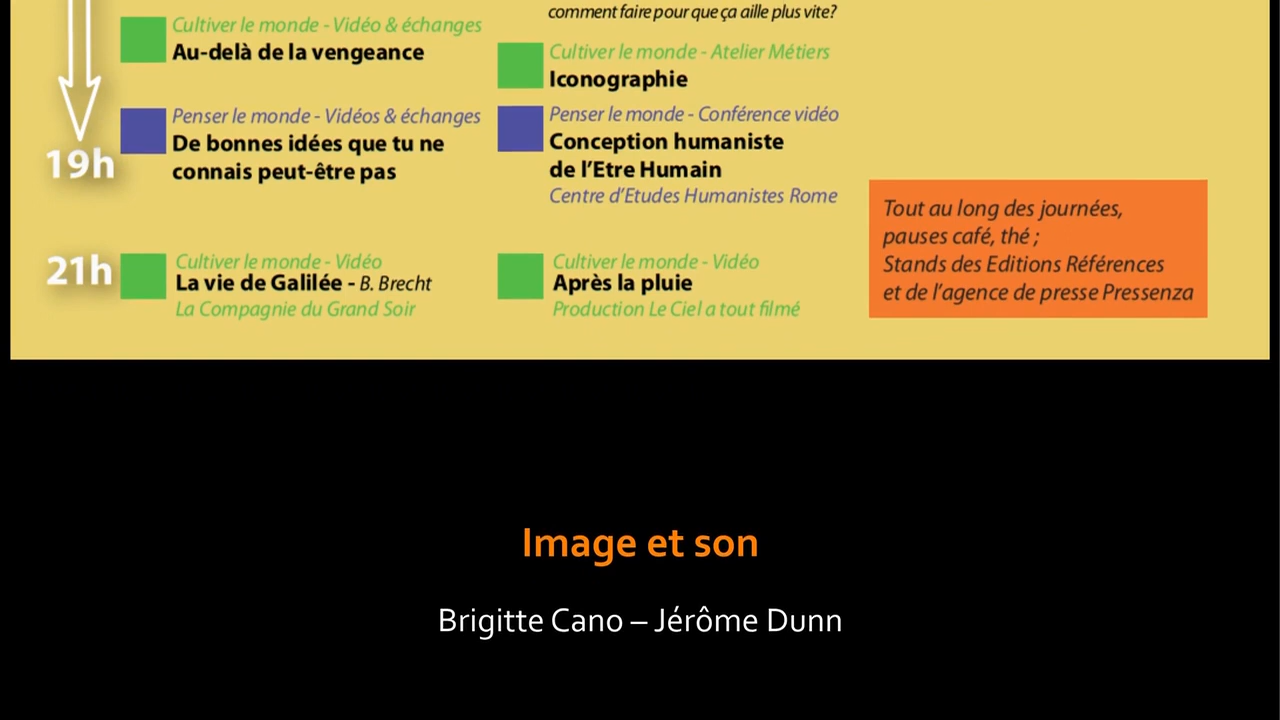 comment faire pour que ça aille plus vite?
Cultiver le monde - Vidéo & échanges
Au-delà de la vengeance
Cultiver le monde - Atelier Métiers
Iconographie
19h
Penser le monde - Vidéos & échanges
De bonnes idées que tu ne
connais peut-être pas
Penser le monde - Conférence vidéo
Conception humaniste
de l'Etre Humain
Centre d'Etudes Humanistes Rome
21h
Cultiver le monde - Vidéo
La vie de Galilée - B. Brecht
La Compagnie du Grand Soir
Cultiver le monde - Vidéo
Après la pluie
Production Le Ciel a tout filmé
Tout au long des journées,
pauses café, thé ;
Stands des Editions Références
et de l'agence de presse Pressenza
Image et son
Brigitte Cano – Jérôme Dunn